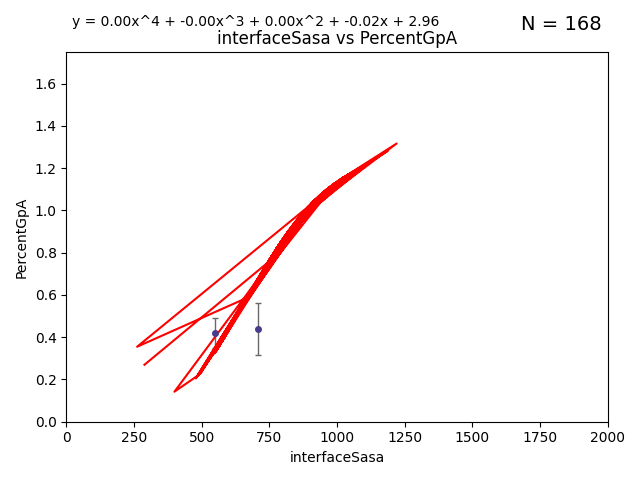 y = 0.00x^4 + -0.00x^3 + 0.00x^2 + -0.02x + 2.96
N = 168
interfaceSasa vs PercentGpA
1.6
1.4
1.2
1.0
0.8
0.6
0.4
0.2
0.0
PercentGpA
0 250 500 750 1000 1250 1500 1750 2000
interfaceSasa